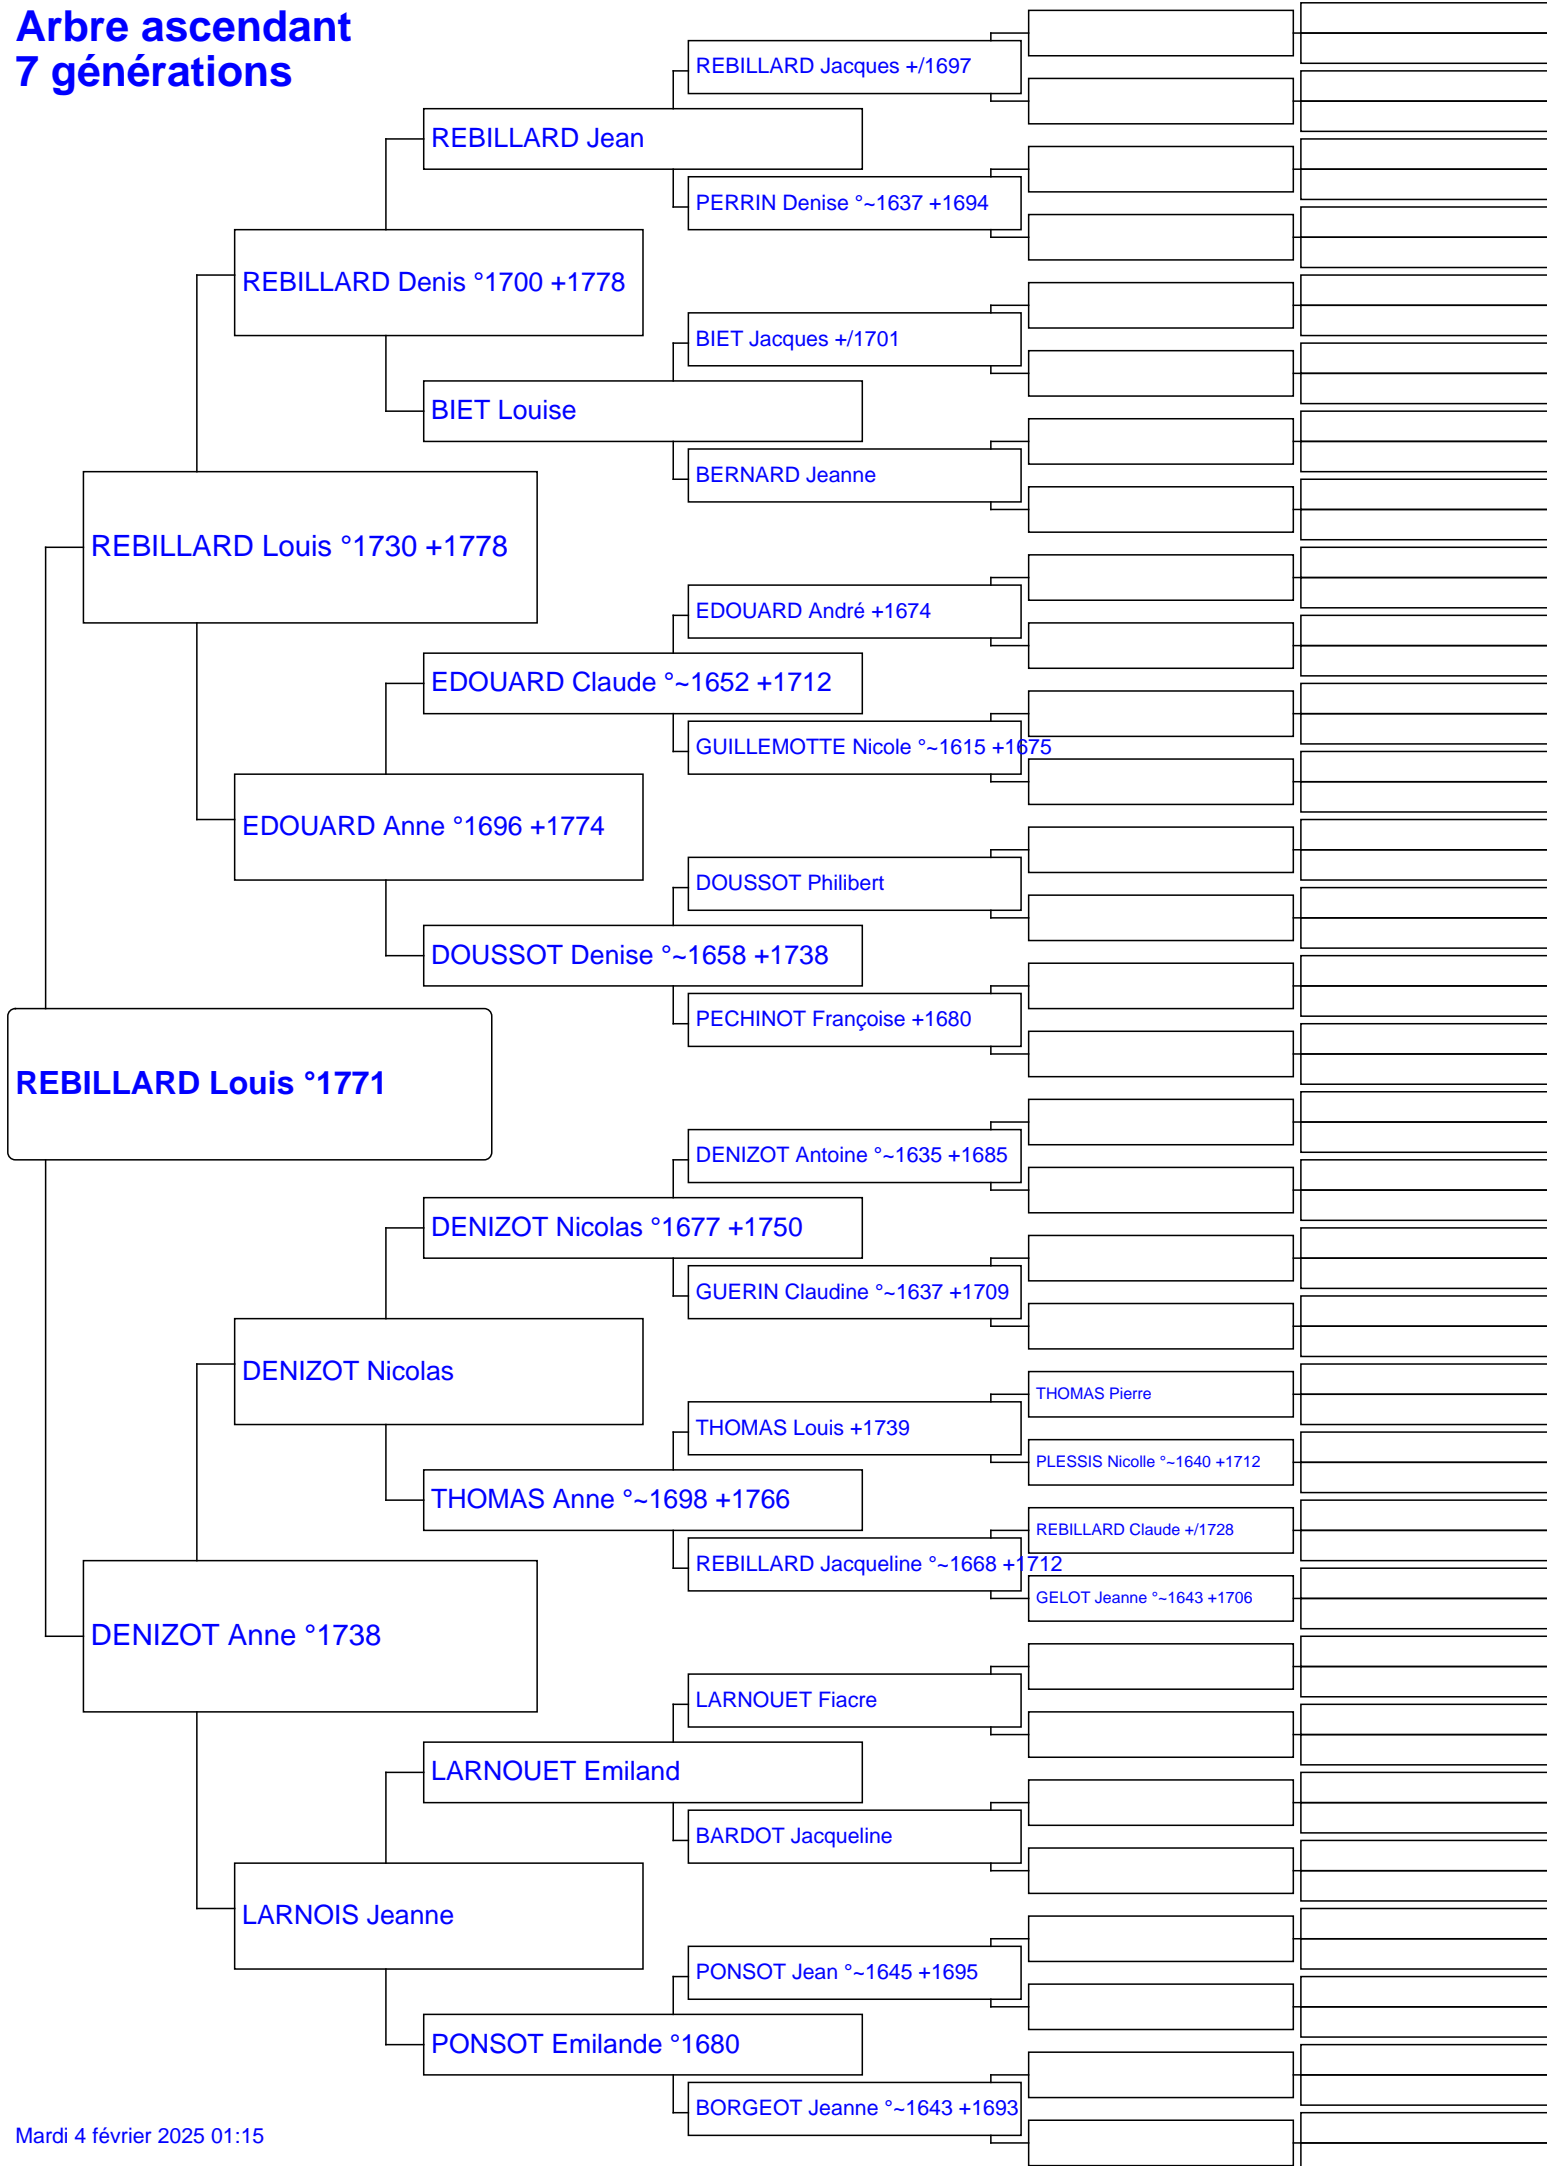 Arbre ascendant
7 générations
REBILLARD Jacques +/1697
REBILLARD Jean
PERRIN Denise °~1637 +1694
REBILLARD Denis °1700 +1778
BIET Jacques +/1701
BIET Louise
BERNARD Jeanne
REBILLARD Louis °1730 +1778
EDOUARD André +1674
EDOUARD Claude °~1652 +1712
GUILLEMOTTE Nicole °~1615 +1675
EDOUARD Anne °1696 +1774
DOUSSOT Philibert
DOUSSOT Denise °~1658 +1738
PECHINOT Françoise +1680
REBILLARD Louis °1771
DENIZOT Antoine °~1635 +1685
DENIZOT Nicolas °1677 +1750
GUERIN Claudine °~1637 +1709
DENIZOT Nicolas
THOMAS Pierre
THOMAS Louis +1739
PLESSIS Nicolle °~1640 +1712
THOMAS Anne °~1698 +1766
REBILLARD Claude +/1728
REBILLARD Jacqueline °~1668 +1712
GELOT Jeanne °~1643 +1706
DENIZOT Anne °1738
LARNOUET Fiacre
LARNOUET Emiland
BARDOT Jacqueline
LARNOIS Jeanne
PONSOT Jean °~1645 +1695
PONSOT Emilande °1680
BORGEOT Jeanne °~1643 +1693
Mardi 4 février 2025 01:15